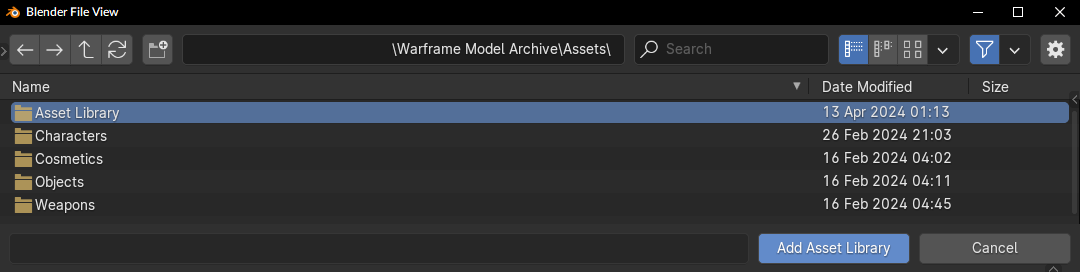 Blender File View
\Warframe Model Archive\Assets\ Search
Name Date Modified Size
Asset Library 13 Apr 2024 01:13
Characters 26 Feb 2024 21:03
Cosmetics 16 Feb 2024 04:02
Objects 16 Feb 2024 04:11
Weapons 16 Feb 2024 04:45
Add Asset Library Cancel